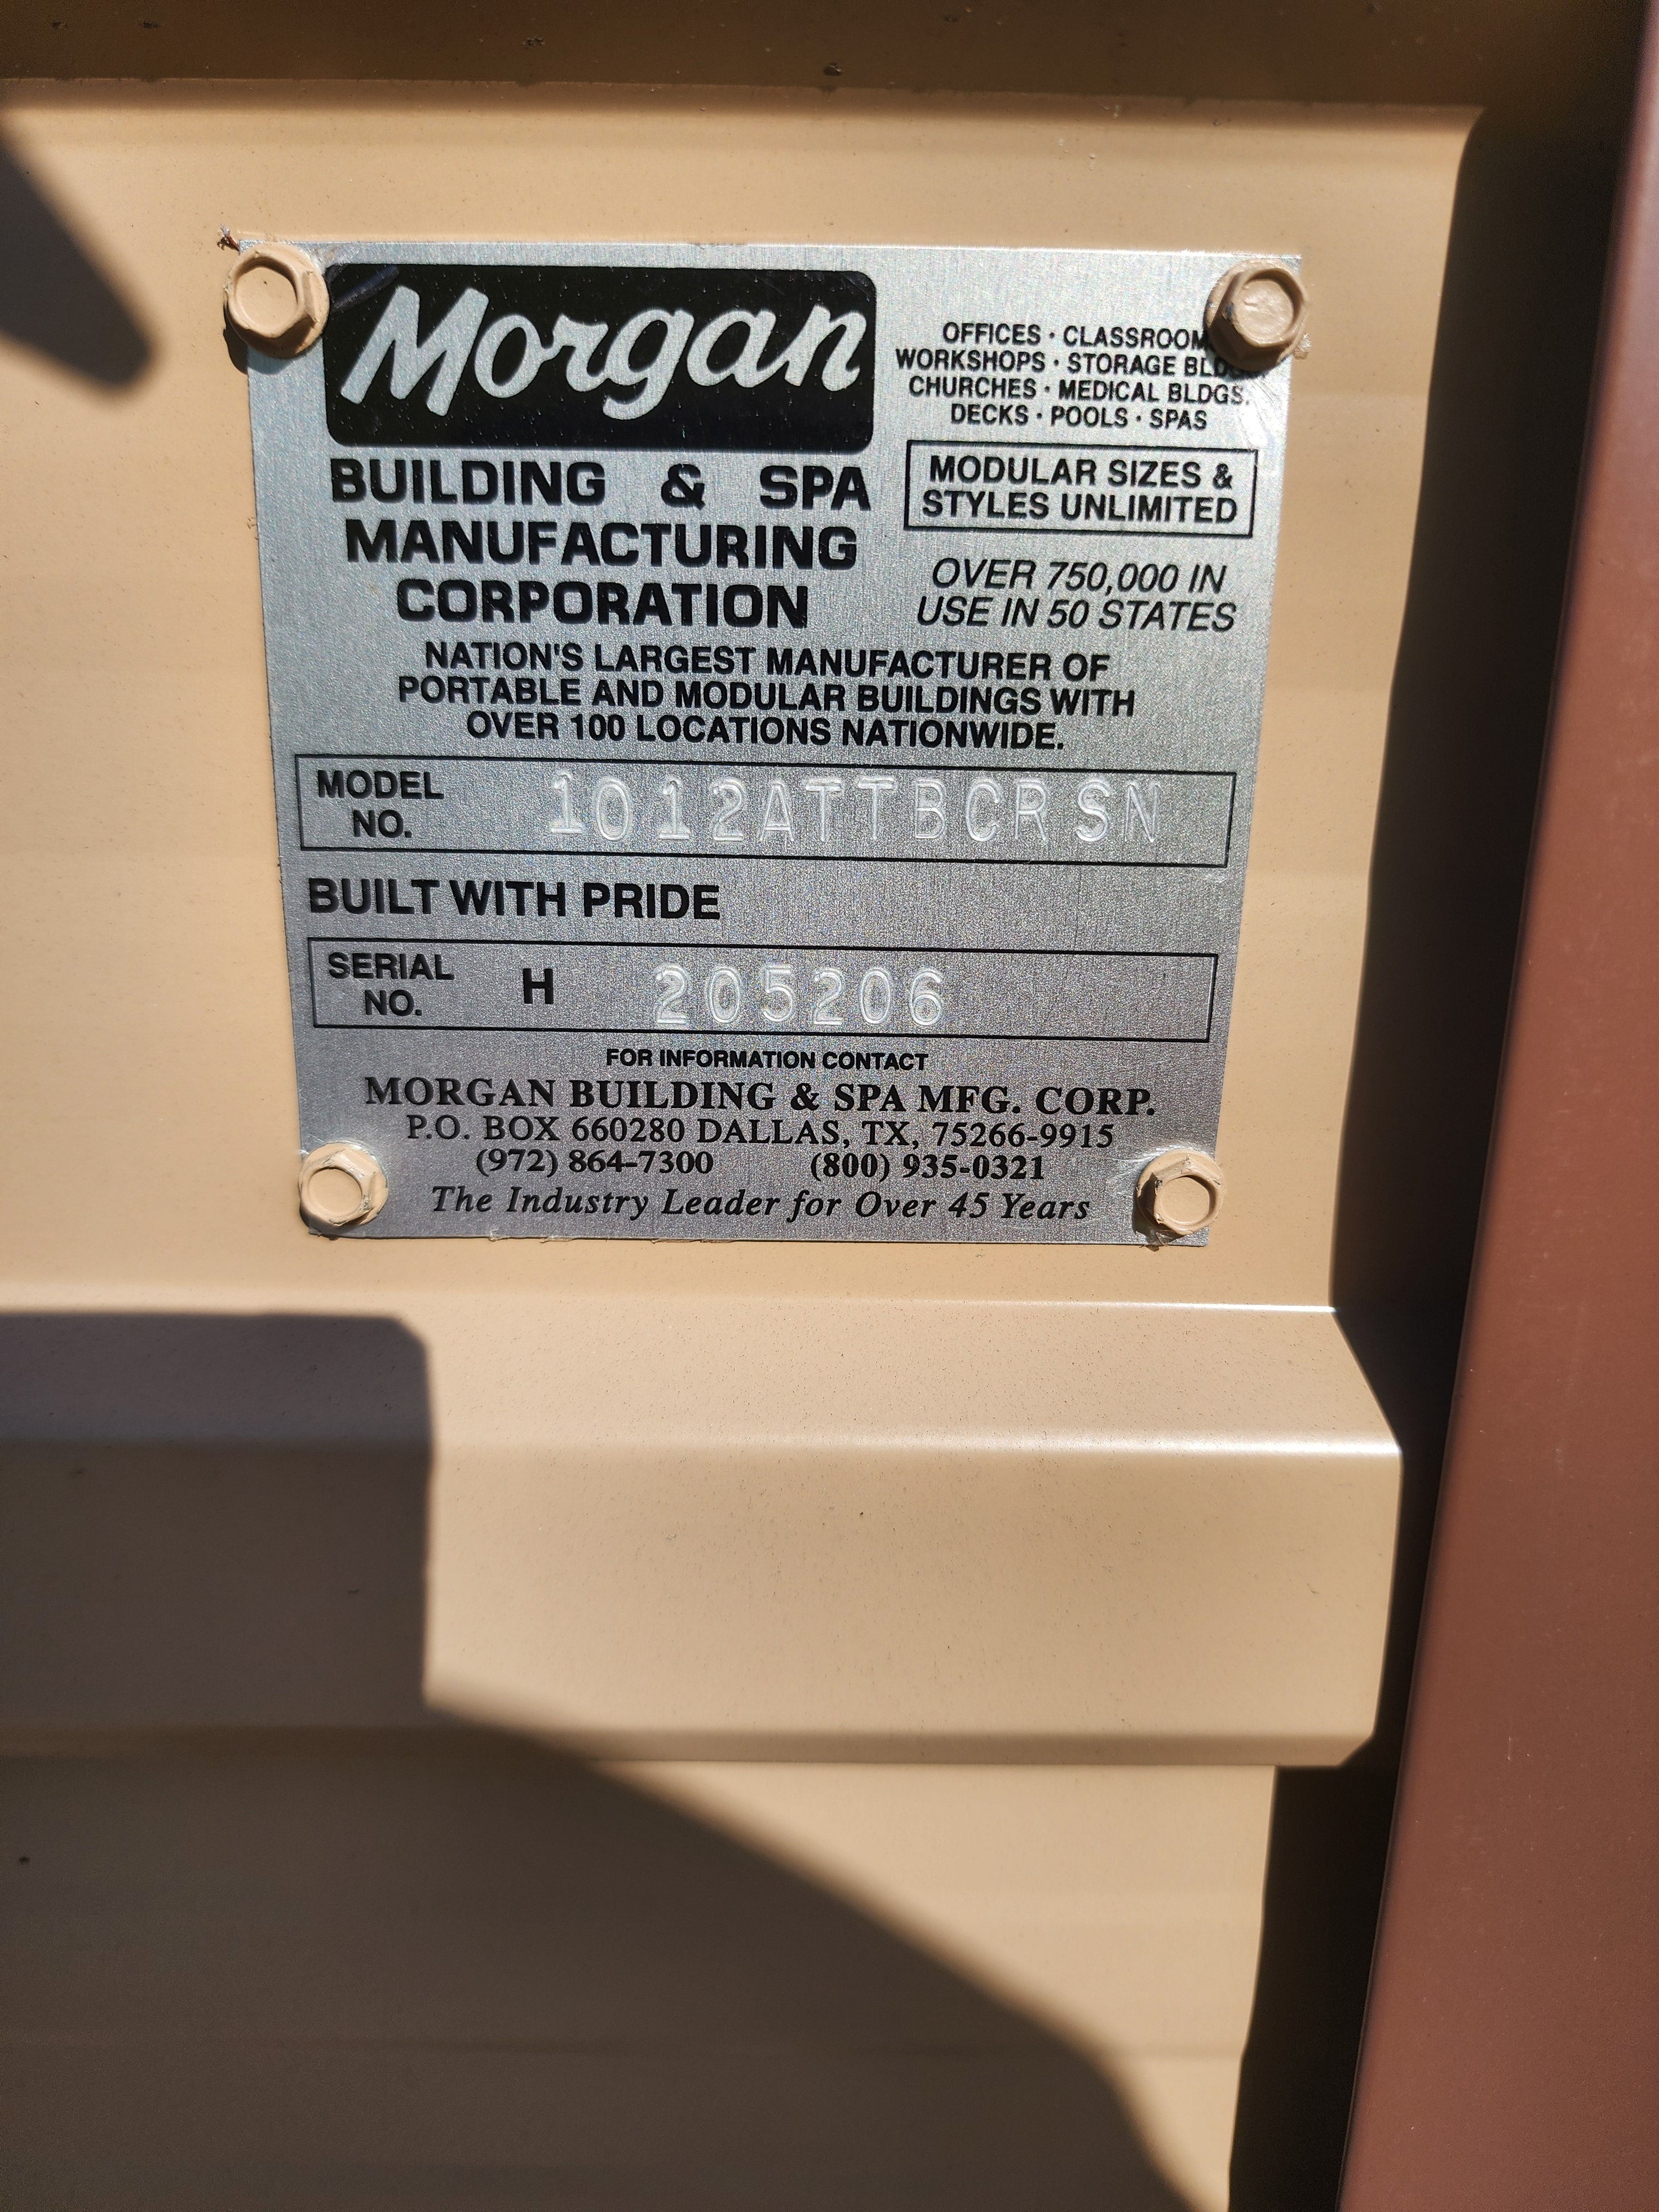 Morgan
BUILDING & SPA
MANUFACTURING
CORPORATION
OFFICES · CLASSROOM
WORKSHOPS · STORAGE
CHURCHES · MEDICAL BLDGS.
DECKS · POOLS · SPAS
MODULAR SIZES &
STYLES UNLIMITED
OVER 750,000 IN
USE IN 50 STATES
NATION'S LARGEST MANUFACTURER OF
PORTABLE AND MODULAR BUILDINGS WITH
OVER 100 LOCATIONS NATIONWIDE.
MODEL
NO. 1012ATTBCRSN
BUILT WITH PRIDE
SERIAL
NO. H 205206
FOR INFORMATION CONTACT
MORGAN BUILDING & SPA MFG. CORP.
P.O. BOX 660280 DALLAS, TX, 75266-9915
(972) 864-7300 (800) 935-0321
The Industry Leader for Over 45 Years